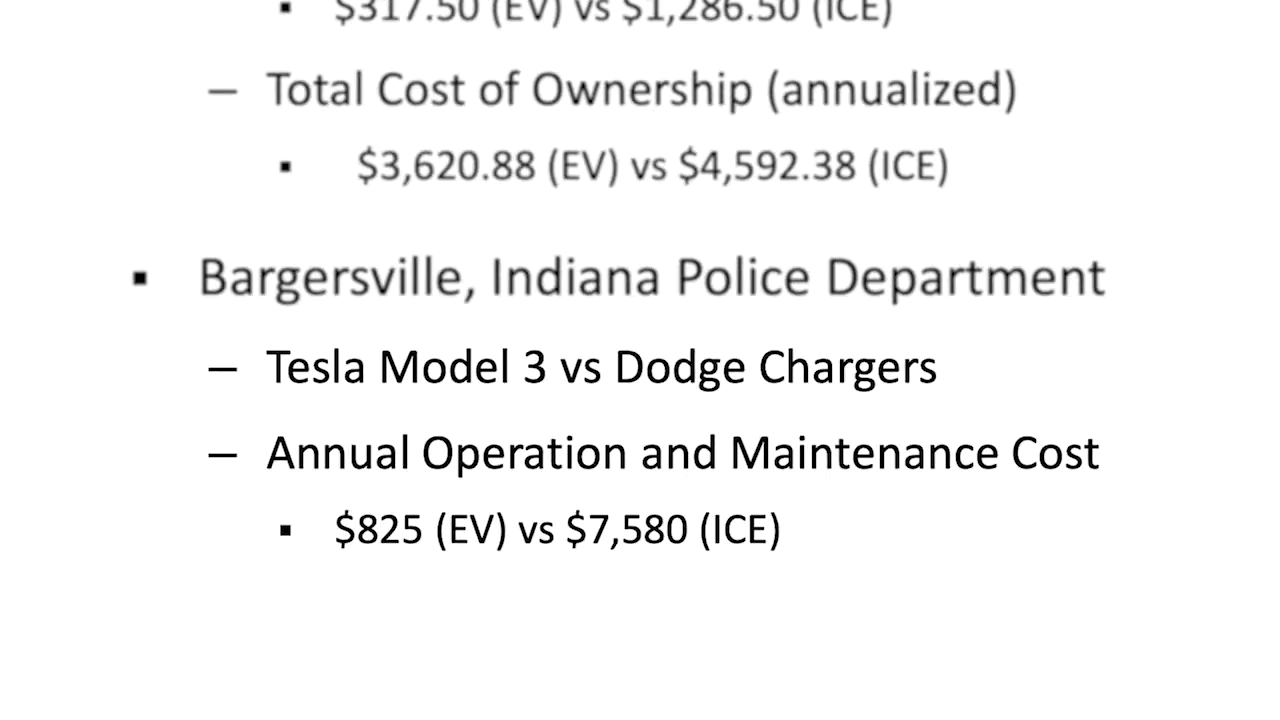 ▪ $317.50 (EV) vs $1,286.50 (ICE)
– Total Cost of Ownership (annualized)
▪ $3,620.88 (EV) vs $4,592.38 (ICE)
▪ Bargersville, Indiana Police Department
– Tesla Model 3 vs Dodge Chargers
– Annual Operation and Maintenance Cost
▪ $825 (EV) vs $7,580 (ICE)